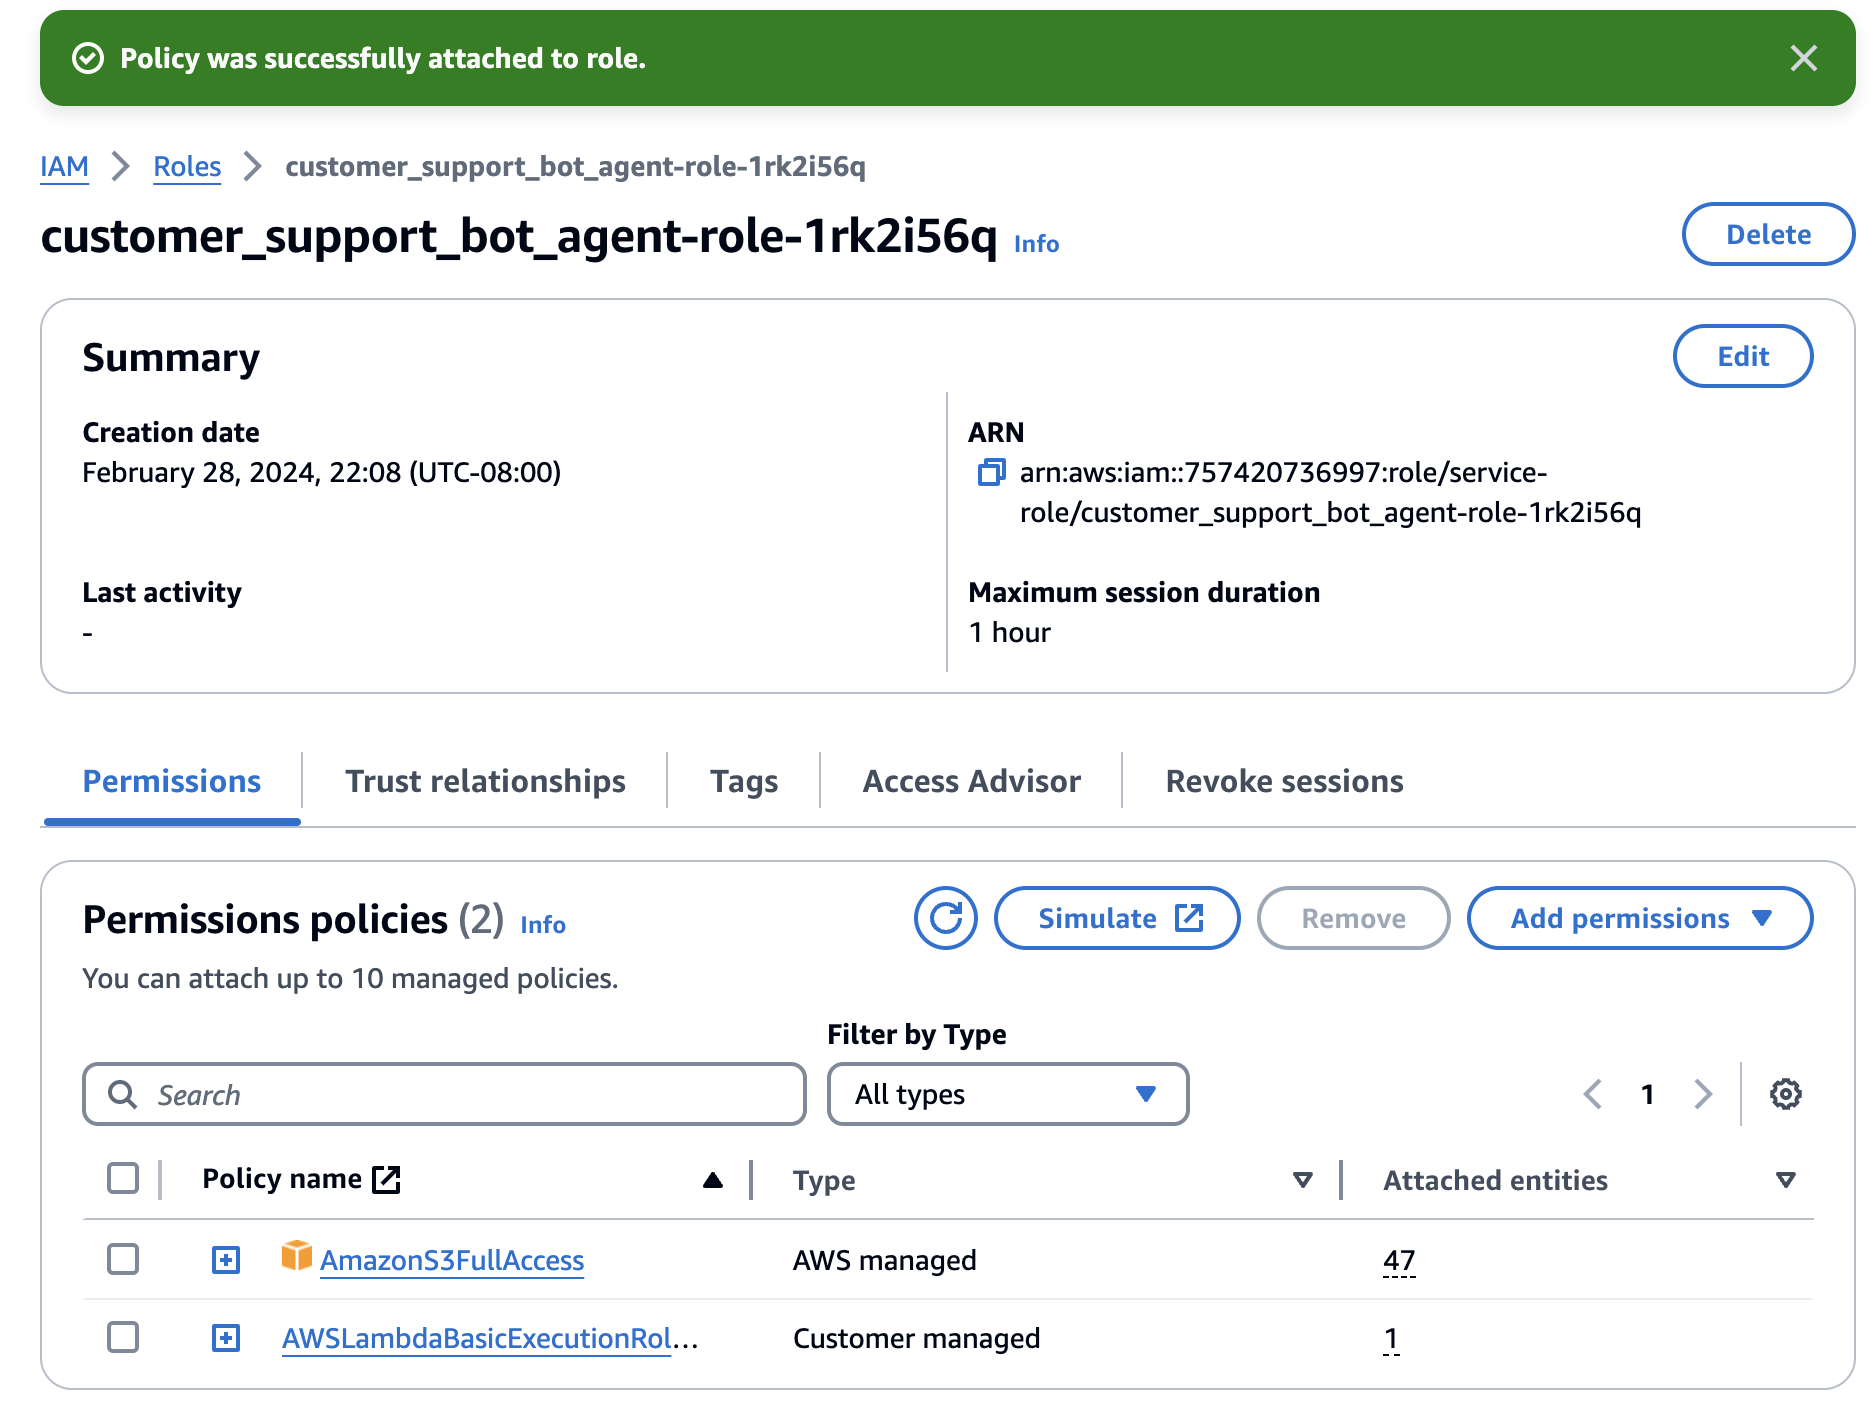 Policy was successfully attached to role.
IAM > Roles > customer_support_bot_agent-role-1rk2i56q
customer_support_bot_agent-role-1rk2i56q Info
Delete
Summary
Edit
Creation date
February 28, 2024, 22:08 (UTC-08:00)
ARN
arn:aws:iam::757420736997:role/service-
role/customer_support_bot_agent-role-1rk2i56q
Last activity
-
Maximum session duration
1 hour
Permissions
Trust relationships
Tags
Access Advisor
Revoke sessions
Permissions policies (2) Info
Simulate
Remove
Add permissions
You can attach up to 10 managed policies.
Filter by Type
Search
All types
1
Policy name
Type
Attached entities
AmazonS3FullAccess
AWS managed
47
AWSLambdaBasicExecutionRol...
Customer managed
1